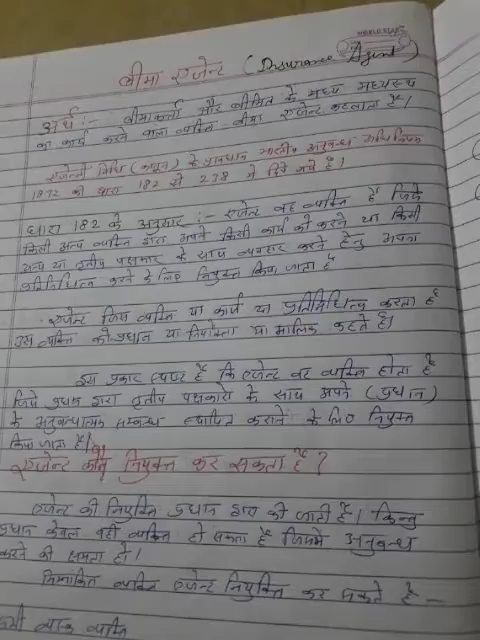 बीमा एजेन्ट (Insurance Agent)
अर्थ :- बीमाकर्ता और बीमित के मध्य मध्यस्थ
का कार्य करने वाला व्यक्ति बीमा एजेन्ट कहलाता है।
एजेन्सी विधि (कानून) के प्रावधान भारतीय अनुबन्ध अधिनियम
1872 की धारा 182 से 238 में दिये गये है।
धारा 182 के अनुसार :- एजेन्ट वह व्यक्ति है जिसे
किसी अन्य व्यक्ति द्वारा अपने किसी कार्य को करने या किसी
अन्य या तृतीय पक्षकार के साथ व्यवहार करने हेतु अपना
प्रतिनिधित्व करने के लिए नियुक्त किया जाता है
एजेन्ट जिस व्यक्ति या कार्य या प्रतिनिधित्व करता है
उस व्यक्ति को प्रधान या नियोक्ता या मालिक कहते है।
इस प्रकार स्पष्ट है कि एजेन्ट वह व्यक्ति होता है
जिसे प्रधान द्वारा तृतीय पक्षकारो के साथ अपने (प्रधान)
के अनुबन्धात्मक सम्बन्ध स्थापित कराने के लिए नियुक्त
किया जाता है।
एजेन्ट कौन नियुक्त कर सकता है ?
एजेन्ट की नियुक्ति प्रधान द्वारा की जाती है। किन्तु
प्रधान केवल वही व्यक्ति हो सकता है जिसमे अनुबन्ध
करने की क्षमता हो।
निम्नांकित व्यक्ति एजेन्ट नियुक्ति कर सकते है -
व्यक्ति